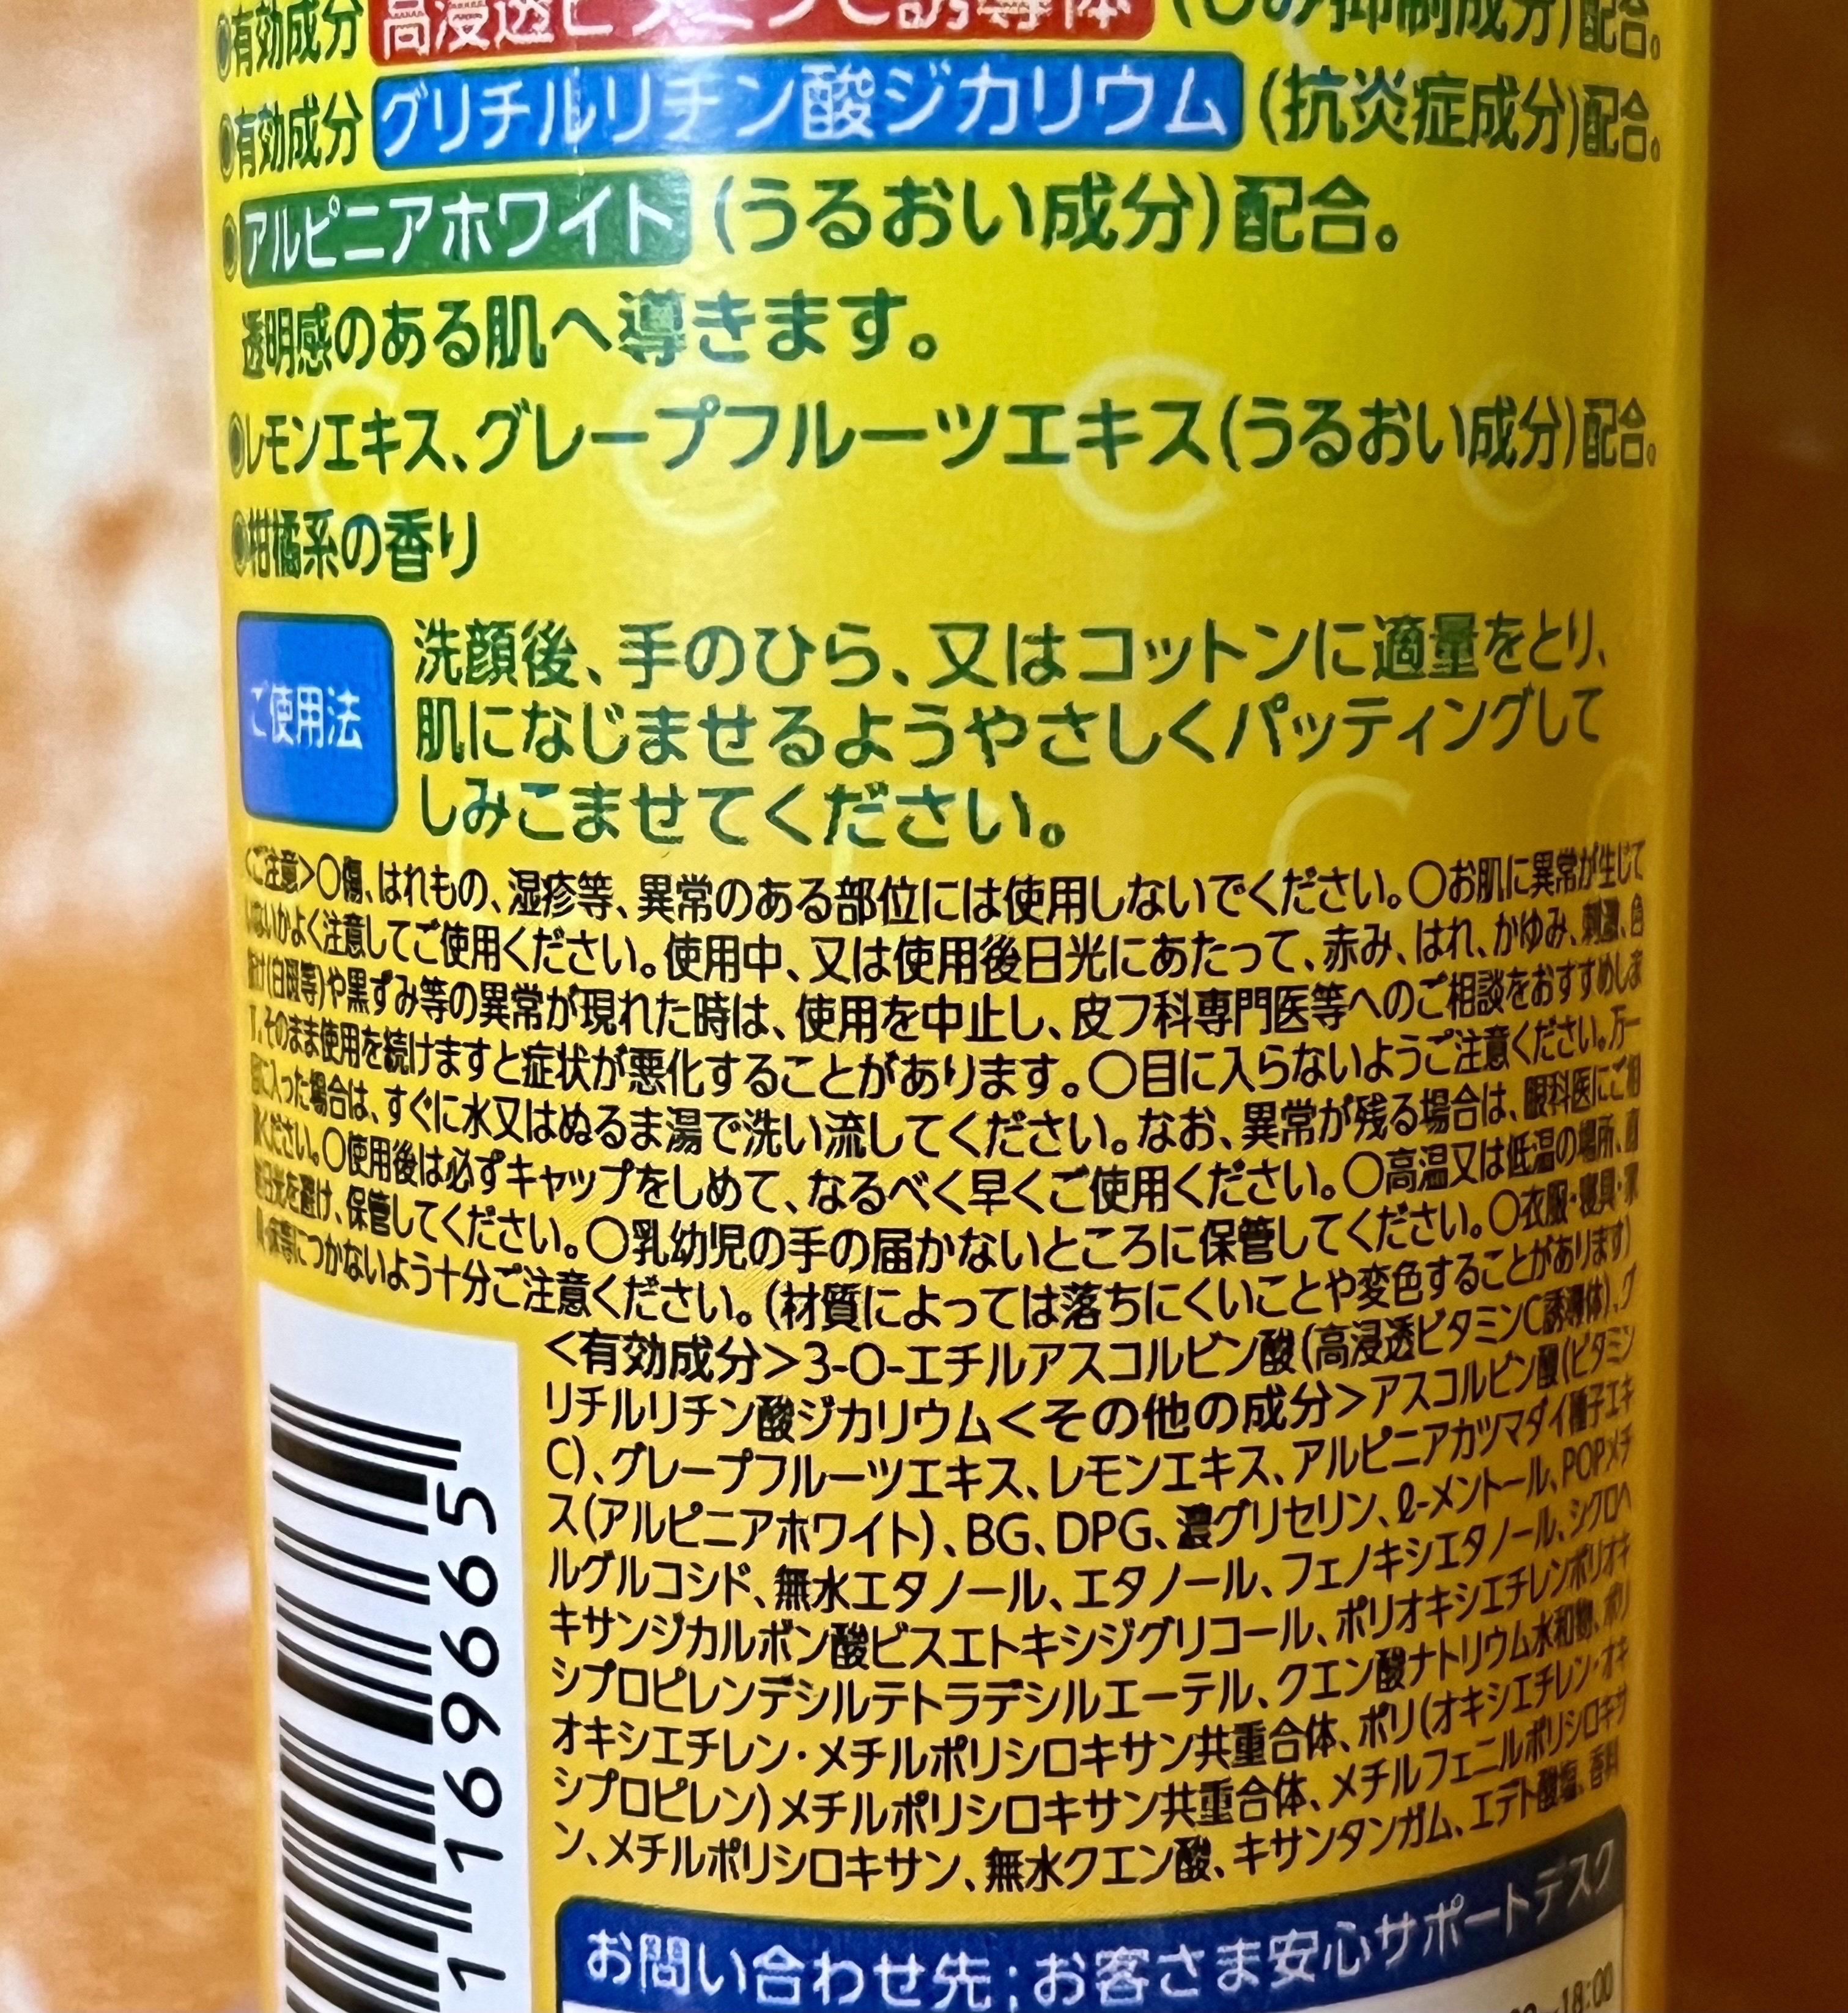 ●有効成分 高浸透ビタミンC誘導体 (しみ抑制成分)配合。
●有効成分 グリチルリチン酸ジカリウム (抗炎症成分)配合。
●アルピニアホワイト (うるおい成分)配合。
透明感のある肌へ導きます。
●レモンエキス、グレープフルーツエキス(うるおい成分)配合。
●柑橘系の香り
ご使用法
洗顔後、手のひら、又はコットンに適量をとり、
肌になじませるようやさしくパッティングして
しみこませてください。
<ご注意>○傷、はれもの、湿疹等、異常のある部位には使用しないでください。○お肌に異常が生じて
いないかよく注意してご使用ください。使用中、又は使用後日光にあたって、赤み、はれ、かゆみ、刺激、色
抜け(白斑等)や黒ずみ等の異常が現れた時は、使用を中止し、皮フ科専門医等へのご相談をおすすめしま
す。そのまま使用を続けますと症状が悪化することがあります。○目に入らないようご注意ください。万一
目に入った場合は、すぐに水又はぬるま湯で洗い流してください。なお、異常が残る場合は、眼科医にご相
談ください。○使用後は必ずキャップをしめて、なるべく早くご使用ください。○高温又は低温の場所、直
射日光を避け、保管してください。○乳幼児の手の届かないところに保管してください。○衣服・寝具・家
具・床等につかないよう十分ご注意ください。(材質によっては落ちにくいことや変色することがあります)
<有効成分>3-O-エチルアスコルビン酸(高浸透ビタミンC誘導体)、グ
リチルリチン酸ジカリウム<その他の成分>アスコルビン酸(ビタミン
C)、グレープフルーツエキス、レモンエキス、アルピニアカツマダイ種子エキ
ス(アルピニアホワイト)、BG、DPG、濃グリセリン、ℓ-メントール、POPメチ
ルグルコシド、無水エタノール、エタノール、フェノキシエタノール、シクロヘ
キサンジカルボン酸ビスエトキシジグリコール、ポリオキシエチレンポリオキ
シプロピレンデシルテトラデシルエーテル、クエン酸ナトリウム水和物、ポリ
オキシエチレン・メチルポリシロキサン共重合体、ポリ(オキシエチレン・オキ
シプロピレン)メチルポリシロキサン共重合体、メチルフェニルポリシロキサ
ン、メチルポリシロキサン、無水クエン酸、キサンタンガム、エデト酸塩、香料
1169665
お問い合わせ先;お客さま安心サポートデスク
18:00